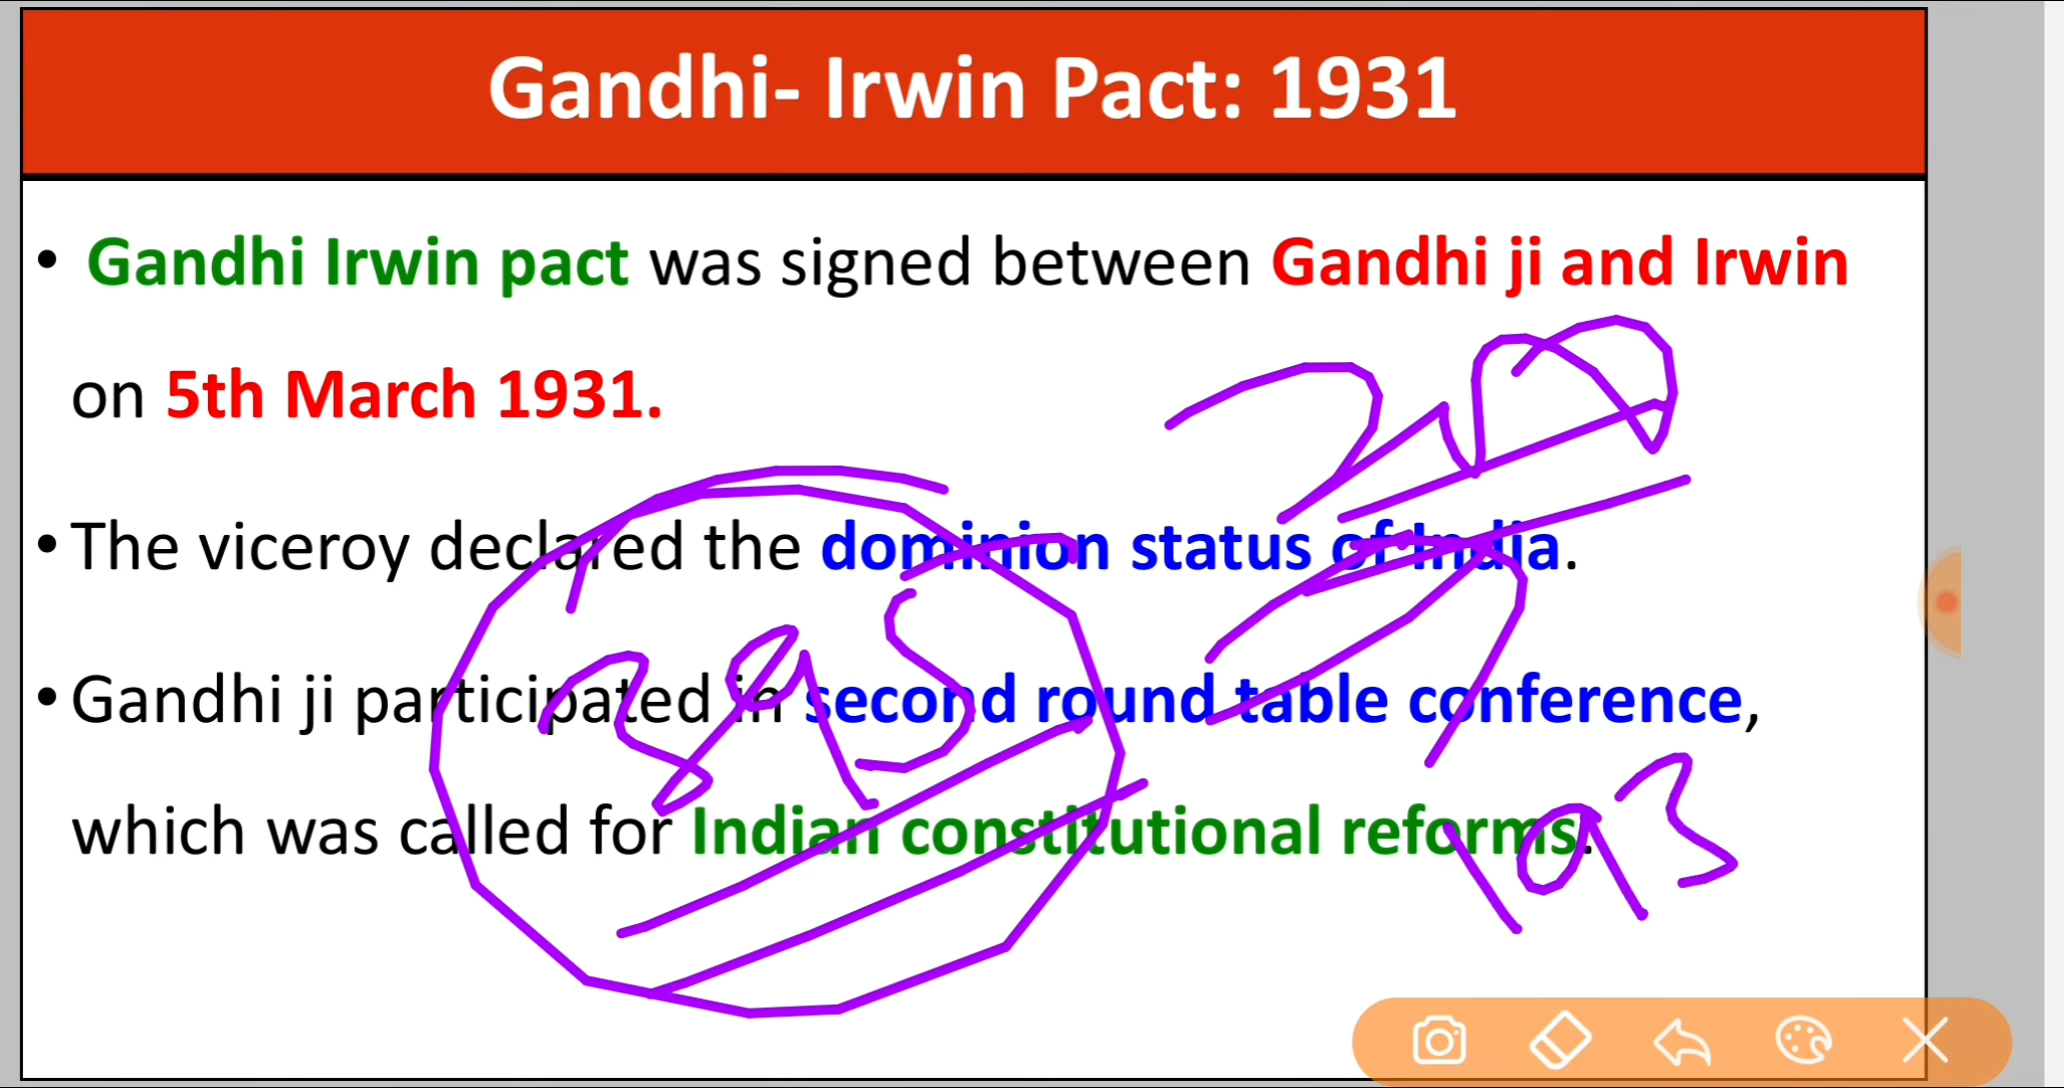 Gandhi- Irwin Pact: 1931
• Gandhi Irwin pact was signed between Gandhi ji and Irwin
on 5th March 1931.
2nd
• The viceroy declared the dominion status of India.
• Gandhi ji participated in second round table conference,
which was called for Indian constitutional reforms.